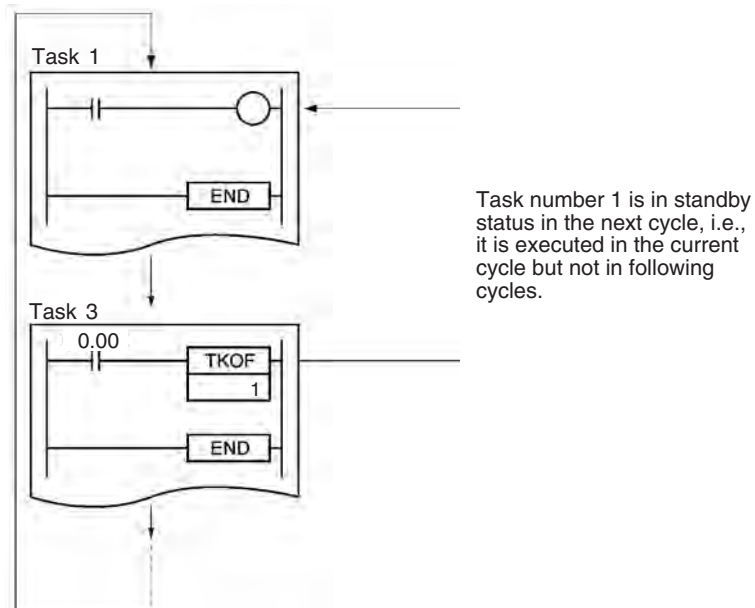 Task 1
END
Task number 1 is in standby
status in the next cycle, i.e.,
it is executed in the current
cycle but not in following
cycles.
Task 3
0.00
TKOF
1
END